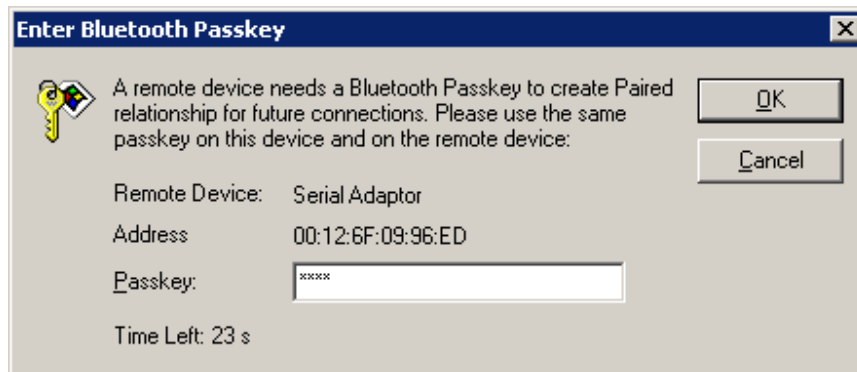 Enter Bluetooth Passkey
A remote device needs a Bluetooth Passkey to create Paired
relationship for future connections. Please use the same
passkey on this device and on the remote device:
OK
Cancel
Remote Device: Serial Adaptor
Address 00:12:6F:09:96:ED
Passkey: ****
Time Left: 23 s